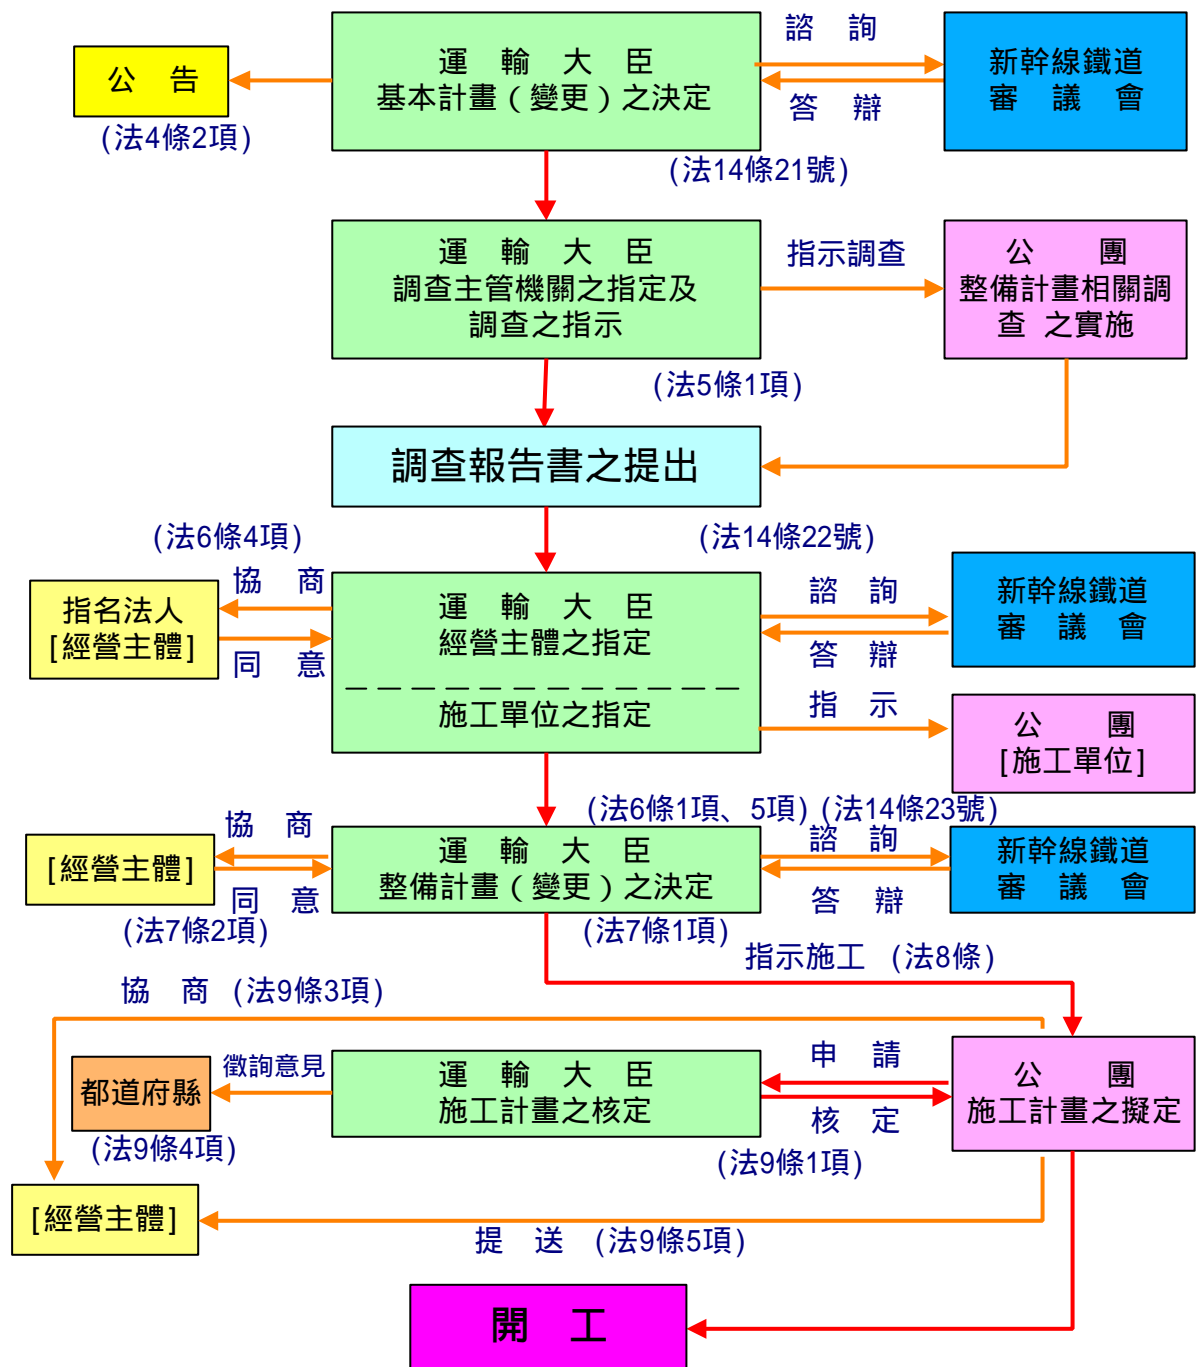 公 告
(法4條2項)
運 輸 大 臣
基本計畫(變更)之決定
諮 詢
答 辯
新幹線鐵道
審 議 會
(法14條21號)
運 輸 大 臣
調查主管機關之指定及
調查之指示
指示調查
公 團
整備計畫相關調
查 之實施
(法5條1項)
調查報告書之提出
(法6條4項)
(法14條22號)
指名法人
[經營主體]
協 商
同 意
運 輸 大 臣
經營主體之指定
施工單位之指定
諮 詢
答 辯
新幹線鐵道
審 議 會
指 示
公 團
[施工單位]
(法6條1項、5項)
(法14條23號)
[經營主體]
協 商
同 意
(法7條2項)
運 輸 大 臣
整備計畫(變更)之決定
(法7條1項)
諮 詢
答 辯
新幹線鐵道
審 議 會
指示施工 (法8條)
協 商 (法9條3項)
都道府縣
徵詢意見
(法9條4項)
運 輸 大 臣
施工計畫之核定
申 請
核 定
(法9條1項)
公 團
施工計畫之擬定
[經營主體]
提 送 (法9條5項)
開 工